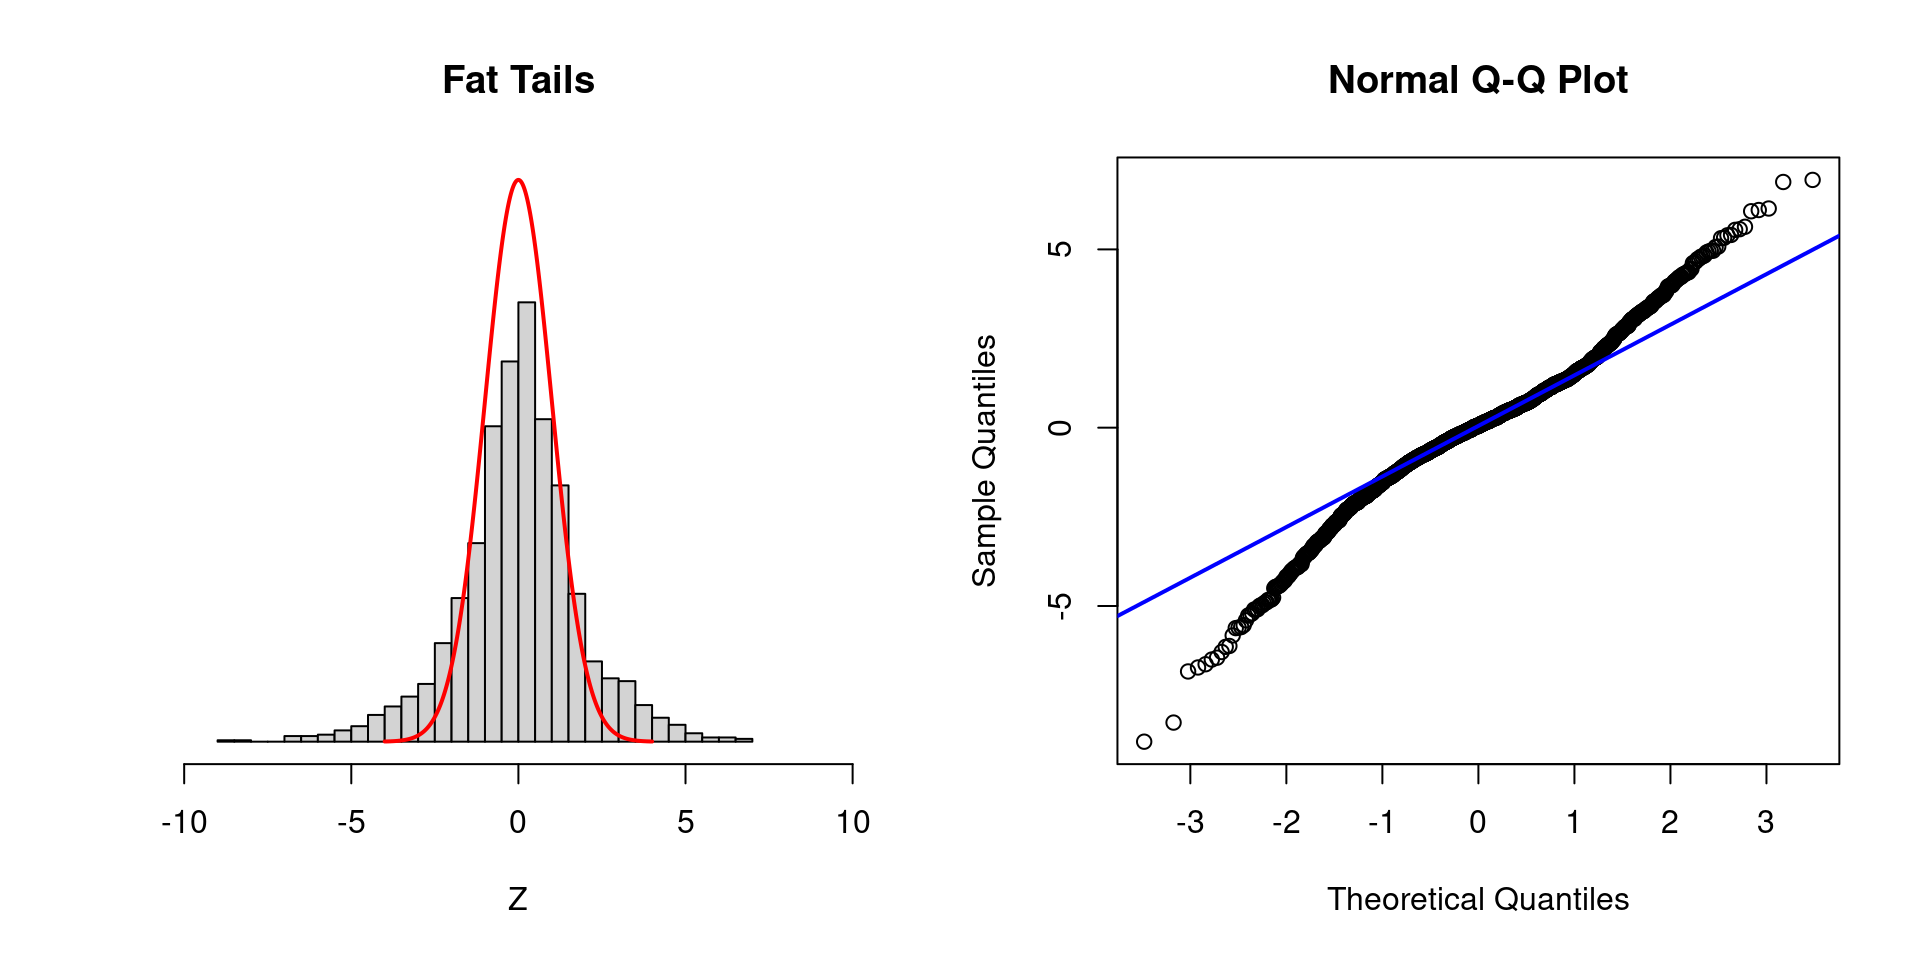 Fat Tails
-10 -5 0 5 10
Z
Normal Q-Q Plot
Sample Quantiles
5
0
-5
-3 -2 -1 0 1 2 3
Theoretical Quantiles